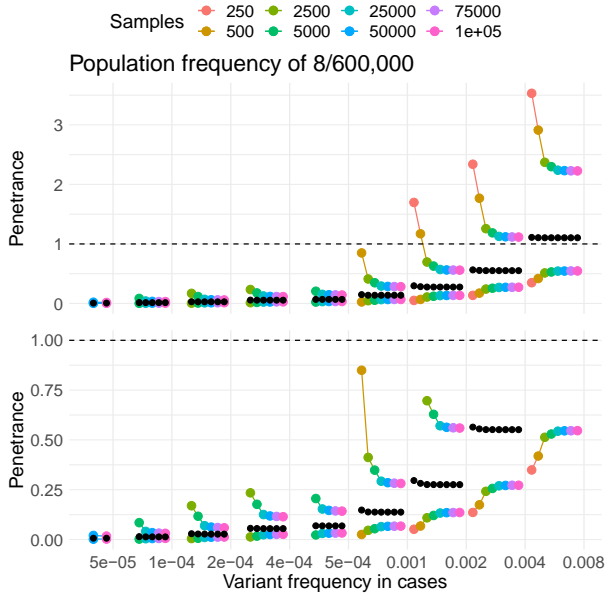 Samples 250 2500 25000 75000
500 5000 50000 1e+05
Population frequency of 8/600,000
Penetrance
3
2
1
0
Penetrance
1.00
0.75
0.50
0.25
0.00
5e−05 1e−04 2e−04 4e−04 5e−04 0.001 0.002 0.004 0.008
Variant frequency in cases